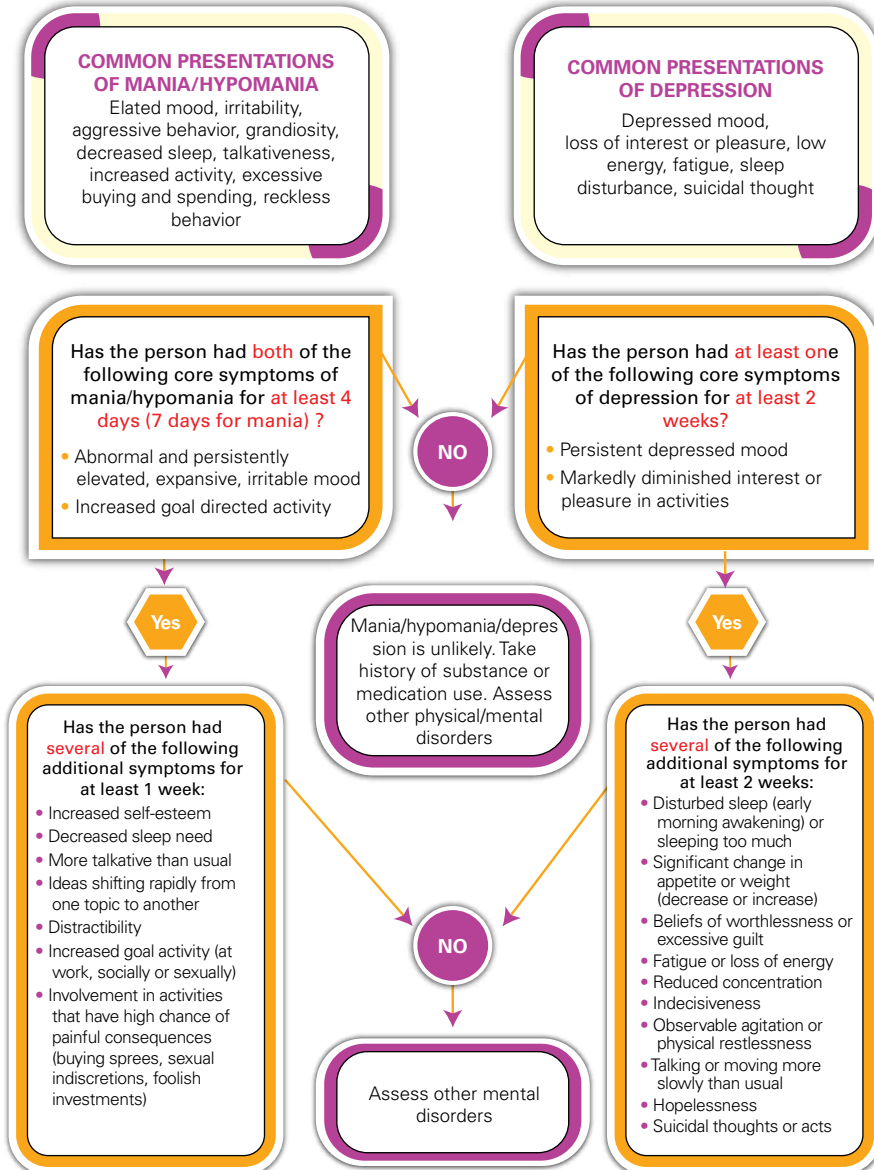 COMMON PRESENTATIONS
OF MANIA/HYPOMANIA
Elated mood, irritability,
aggressive behavior, grandiosity,
decreased sleep, talkativeness,
increased activity, excessive
buying and spending, reckless
behavior
COMMON PRESENTATIONS
OF DEPRESSION
Depressed mood,
loss of interest or pleasure, low
energy, fatigue, sleep
disturbance, suicidal thought
Has the person had both of the
following core symptoms of
mania/hypomania for at least 4
days (7 days for mania) ?
• Abnormal and persistently
elevated, expansive, irritable mood
• Increased goal directed activity
NO
Has the person had at least one
of the following core symptoms
of depression for at least 2
weeks?
• Persistent depressed mood
• Markedly diminished interest or
pleasure in activities
Yes
Mania/hypomania/depres
sion is unlikely. Take
history of substance or
medication use. Assess
other physical/mental
disorders
Yes
Has the person had
several of the following
additional symptoms for
at least 1 week:
• Increased self-esteem
• Decreased sleep need
• More talkative than usual
• Ideas shifting rapidly from
one topic to another
• Distractibility
• Increased goal activity (at
work, socially or sexually)
• Involvement in activities
that have high chance of
painful consequences
(buying sprees, sexual
indiscretions, foolish
investments)
NO
Assess other mental
disorders
Has the person had
several of the following
additional symptoms for
at least 2 weeks:
• Disturbed sleep (early
morning awakening) or
sleeping too much
• Significant change in
appetite or weight
(decrease or increase)
• Beliefs of worthlessness or
excessive guilt
• Fatigue or loss of energy
• Reduced concentration
• Indecisiveness
• Observable agitation or
physical restlessness
• Talking or moving more
slowly than usual
• Hopelessness
• Suicidal thoughts or acts